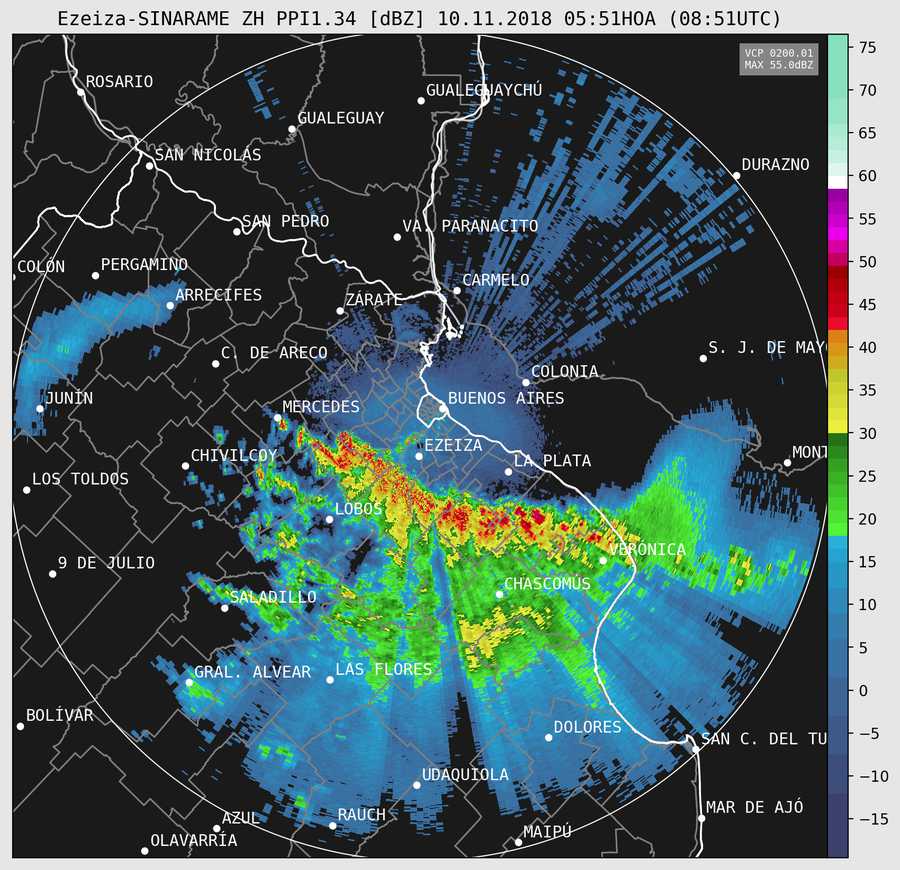 Ezeiza-SINARAME ZH PPI1.34 [dBZ] 10.11.2018 05:51HOA (08:51UTC)
VCP 0200.01
MAX 55.0dBZ
75
70
65
60
55
50
45
40
35
30
25
20
15
10
5
0
−5
−10
−15
ROSARIO
GUALEGUAYCHÚ
GUALEGUAY
SAN NICOLÁS
DURAZNO
SAN PEDRO
VA. PARANACITO
COLÓN
PERGAMINO
CARMELO
ARRECIFES
ZÁRATE
C. DE ARECO
S. J. DE MAY
COLONIA
JUNÍN
MERCEDES
BUENOS AIRES
EZEIZA
CHIVILCOY
LA PLATA
MONT
LOS TOLDOS
LOBOS
VERÓNICA
9 DE JULIO
CHASCOMÚS
SALADILLO
GRAL. ALVEAR
LAS FLORES
BOLÍVAR
DOLORES
SAN C. DEL TU
UDAQUIOLA
MAR DE AJÓ
AZUL
RAUCH
MAIPÚ
OLAVARRÍA